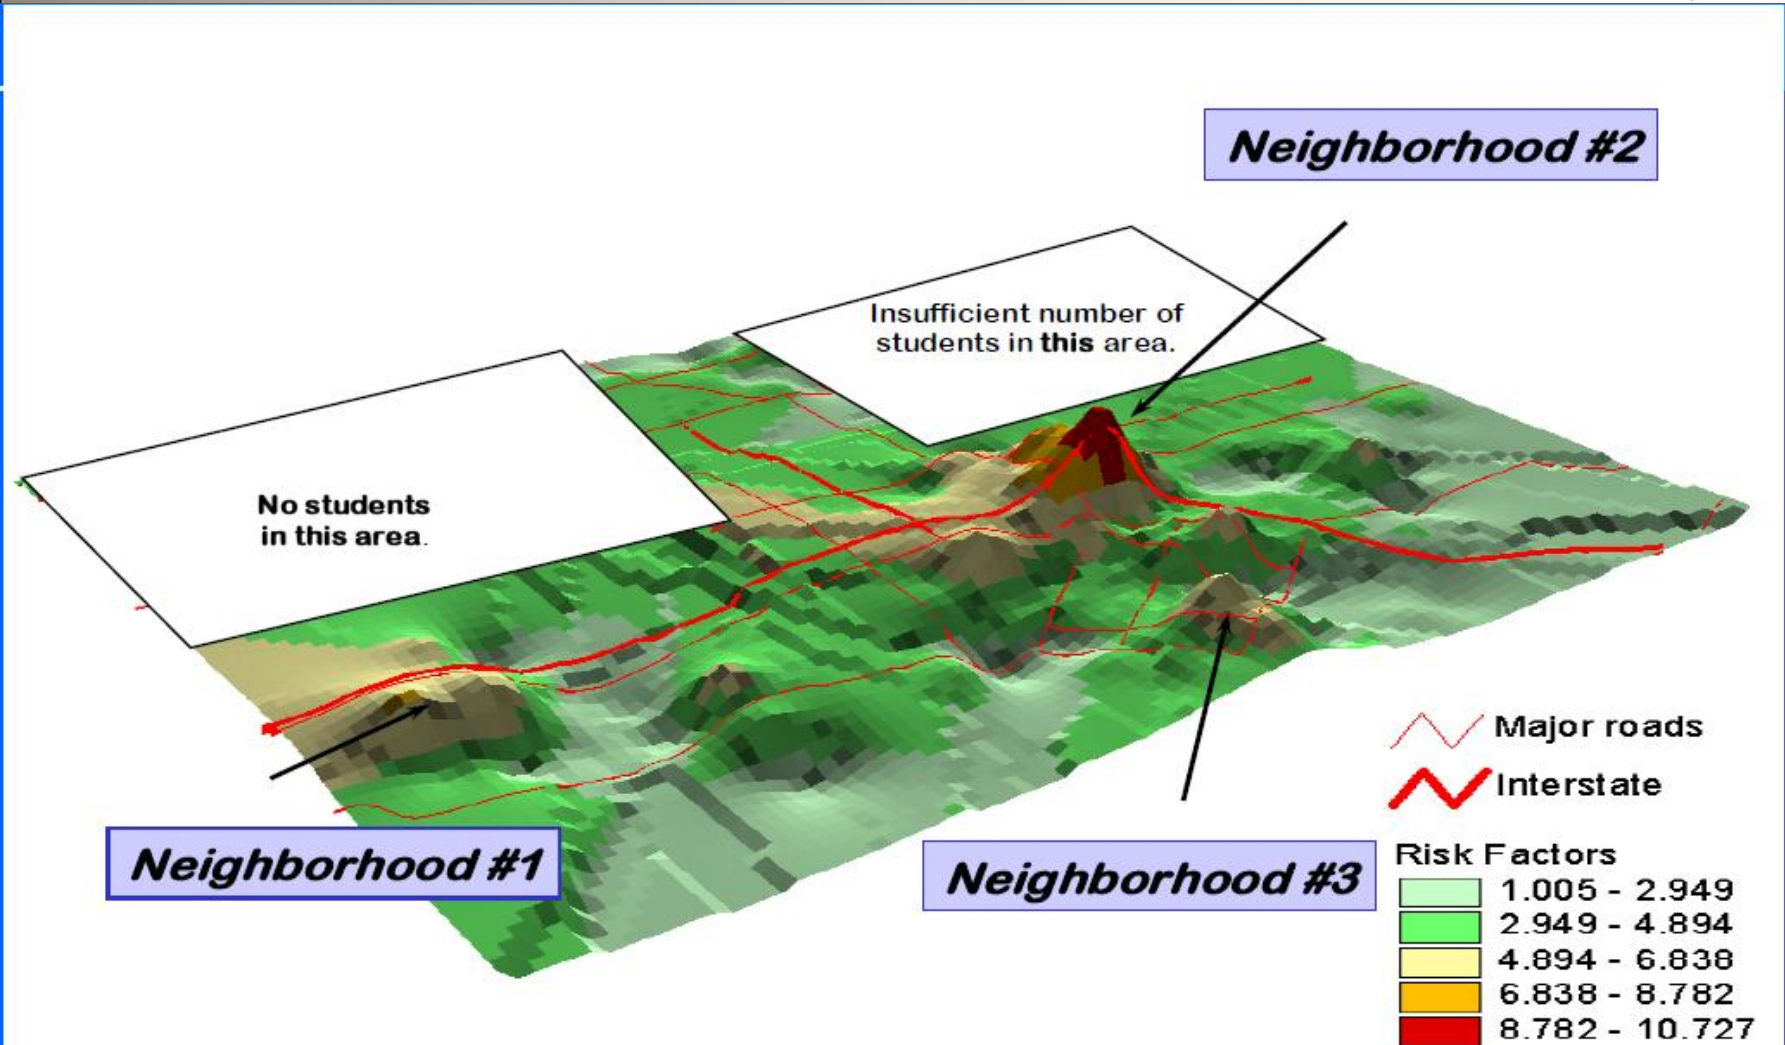 Neighborhood #2
Insufficient number of
students in this area.
No students
in this area.
Neighborhood #1
Neighborhood #3
Major roads
Interstate
Risk Factors
1.005 - 2.949
2.949 - 4.894
4.894 - 6.838
6.838 - 8.782
8.782 - 10.727